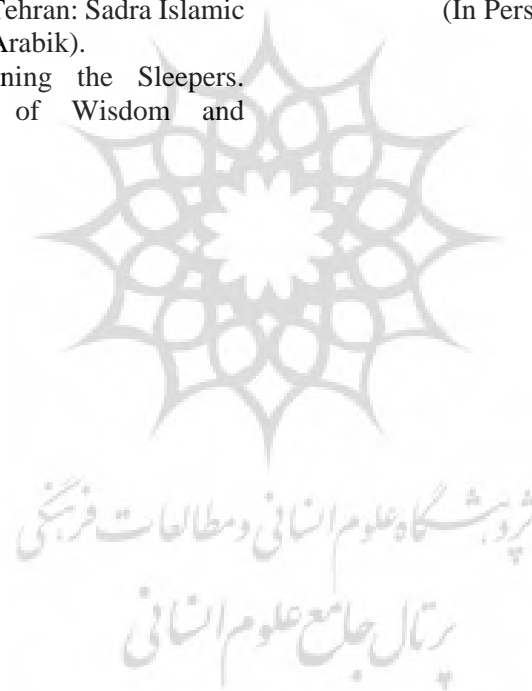 Tehran: Sadra Islamic
(In Pers
Arabik).
ning the Sleepers.
of Wisdom and
پژوهشگاه علوم انسانی و مطالعات فرهنگی
پرتال جامع علوم انسانی